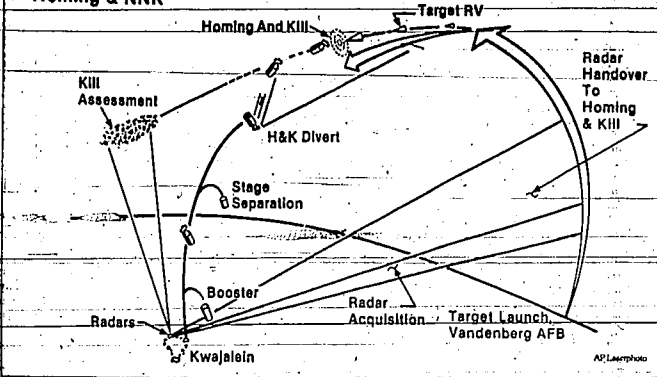 Homing & NNK
Target RV
Homing And Kill
Radar
Handover
To
Homing
& Kill
Kill
Assessment
H&K Divert
Stage
Separation
Booster
Radars
Radar
Acquisition
Target Launch,
Vandenberg AFB
Kwajalein
AP Laserphoto